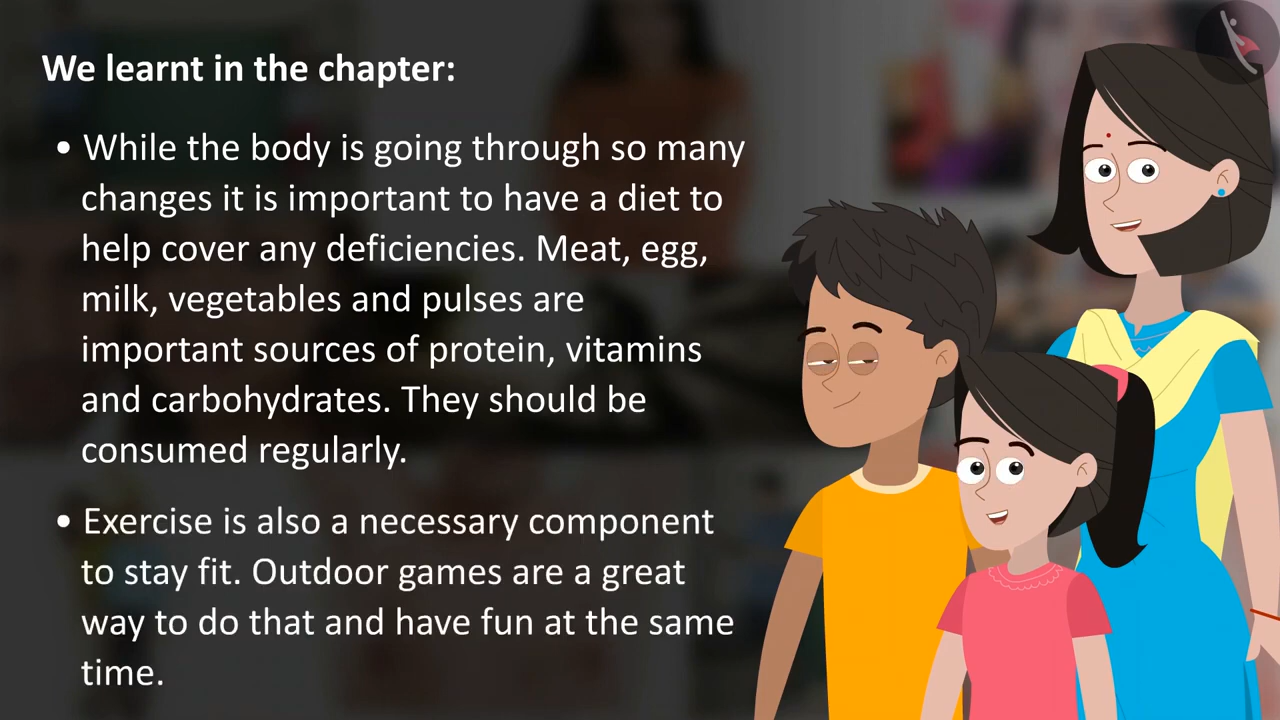 We learnt in the chapter:
• While the body is going through so many
changes it is important to have a diet to
help cover any deficiencies. Meat, egg,
milk, vegetables and pulses are
important sources of protein, vitamins
and carbohydrates. They should be
consumed regularly.
• Exercise is also a necessary component
to stay fit. Outdoor games are a great
way to do that and have fun at the same
time.